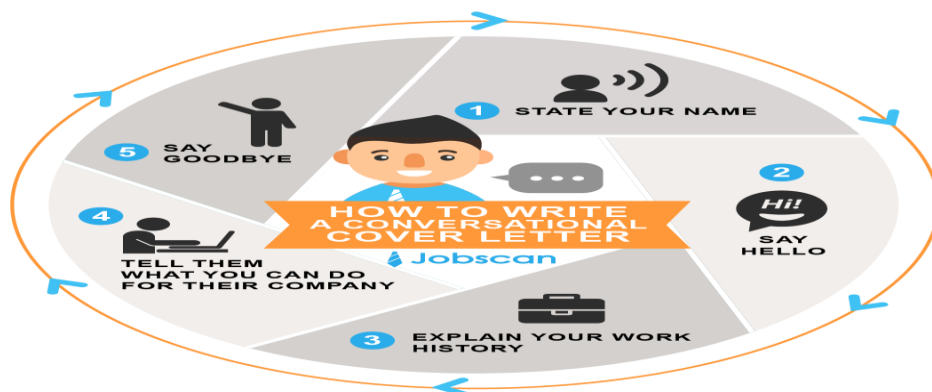 HOW TO WRITE
A CONVERSATIONAL
COVER LETTER
Jobscan
1 STATE YOUR NAME
2
Hi!
SAY
HELLO
3 EXPLAIN YOUR WORK
HISTORY
4
TELL THEM
WHAT YOU CAN DO
FOR THEIR COMPANY
5 SAY
GOODBYE